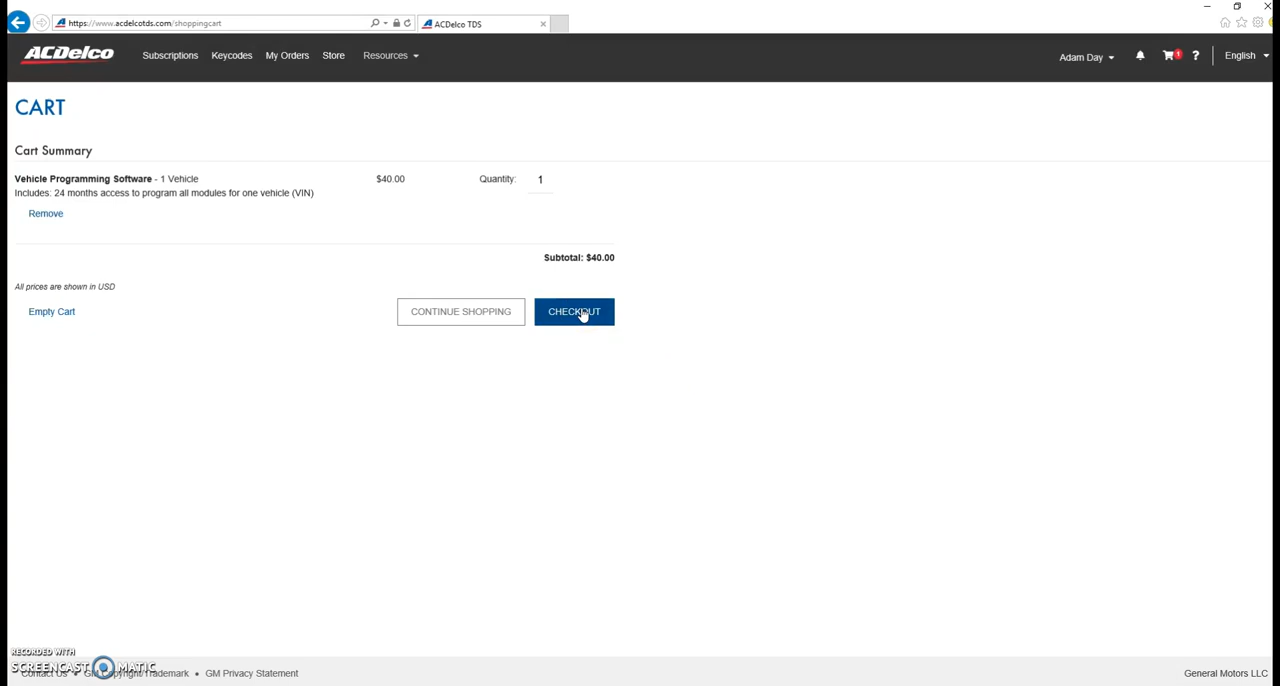 https://www.acdelcotds.com/shoppingcart
ACDelco TDS
ACDelco
Subscriptions
Keycodes
My Orders
Store
Resources
Adam Day
1
?
English
CART
Cart Summary
Vehicle Programming Software - 1 Vehicle
$40.00
Quantity:
1
Includes: 24 months access to program all modules for one vehicle (VIN)
Remove
Subtotal: $40.00
All prices are shown in USD
Empty Cart
CONTINUE SHOPPING
CHECKOUT
RECORDED WITH
SCREENCAST MATIC
Contact Us • GM Copyright/Trademark • GM Privacy Statement
General Motors LLC